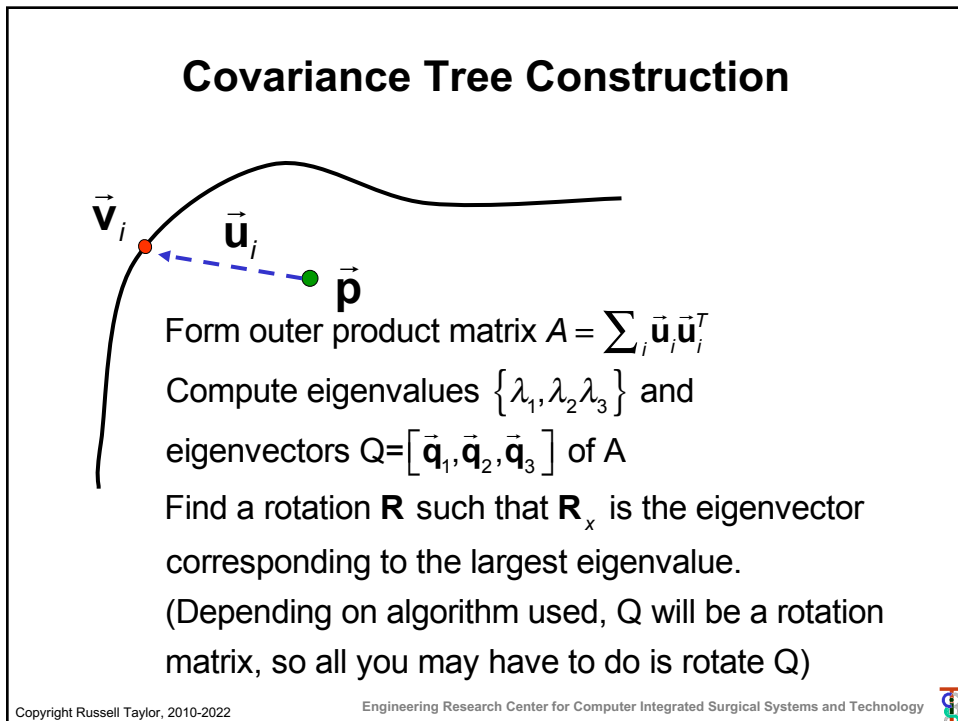 Covariance Tree Construction
v⃗ᵢ
u⃗ᵢ
p⃗
Form outer product matrix A = ∑ᵢ u⃗ᵢu⃗ᵢᵀ
Compute eigenvalues {λ₁,λ₂λ₃} and
eigenvectors Q=[q⃗₁,q⃗₂,q⃗₃] of A
Find a rotation R such that Rₓ is the eigenvector
corresponding to the largest eigenvalue.
(Depending on algorithm used, Q will be a rotation
matrix, so all you may have to do is rotate Q)
Copyright Russell Taylor, 2010-2022
Engineering Research Center for Computer Integrated Surgical Systems and Technology